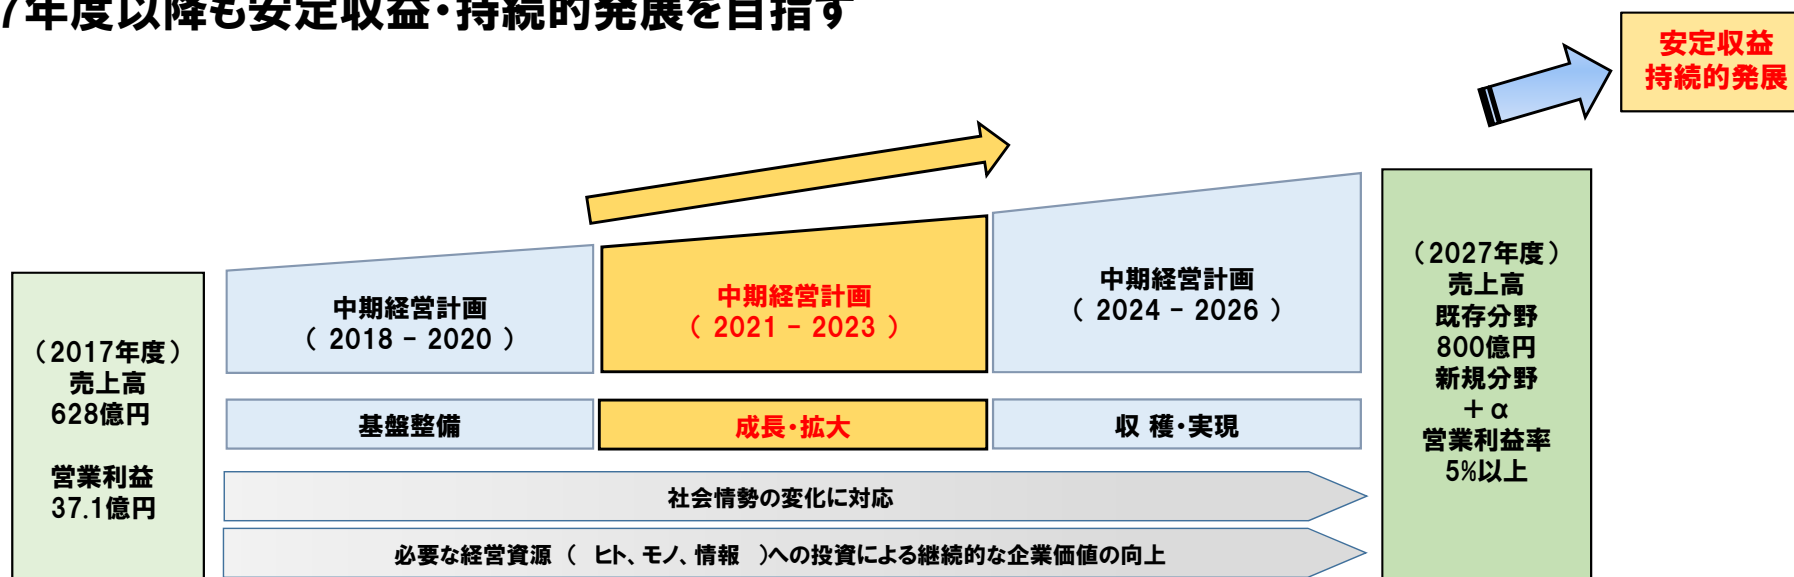 7年度以降も安定収益・持続的発展を目指す
安定収益
持続的発展
（2017年度）
売上高
628億円
営業利益
37.1億円
中期経営計画
（ 2018 － 2020 ）
中期経営計画
（ 2021 － 2023 ）
中期経営計画
（ 2024 － 2026 ）
基盤整備
成長・拡大
収 穫・実現
社会情勢の変化に対応
必要な経営資源 （ ヒト、モノ、情報 ）への投資による継続的な企業価値の向上
（2027年度）
売上高
既存分野
800億円
新規分野
＋α
営業利益率
5%以上